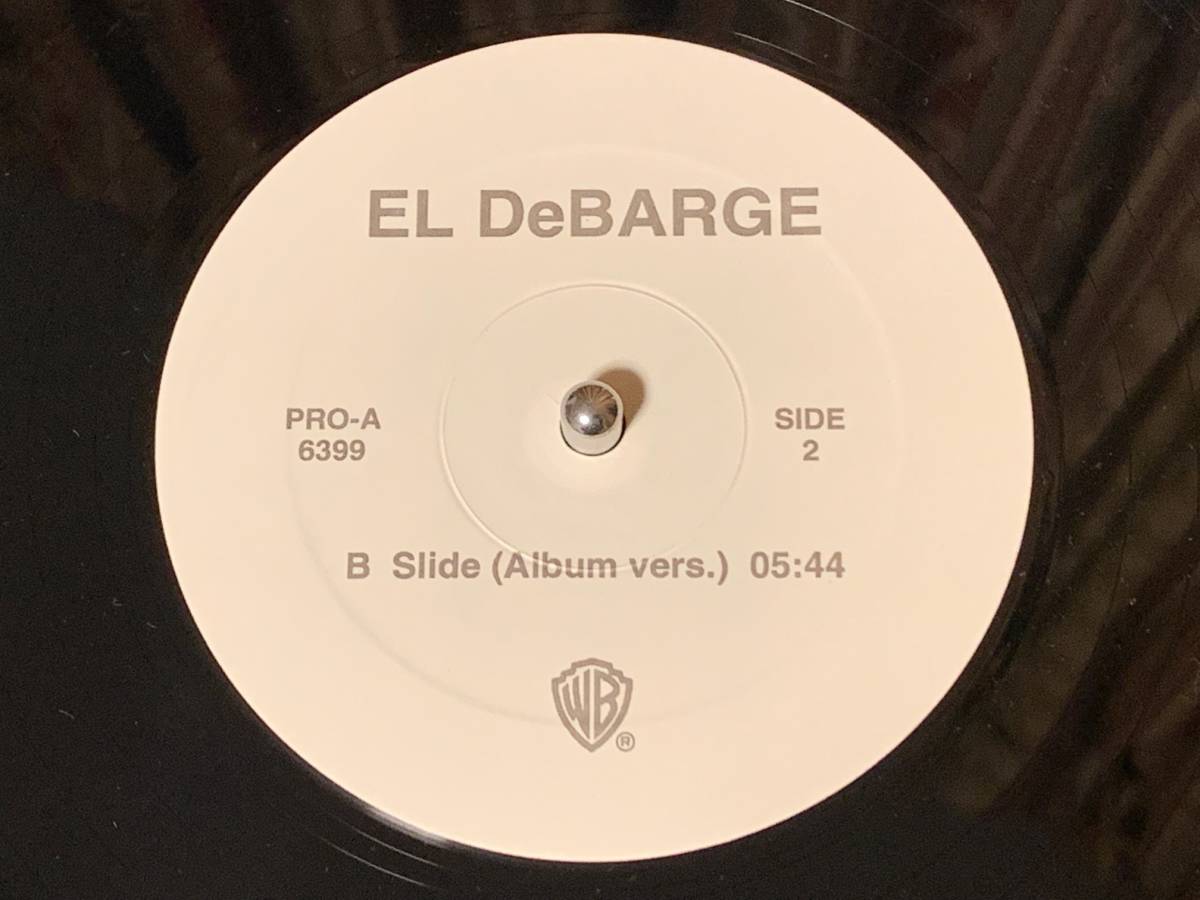 EL DeBARGE
PRO-A
6399
SIDE
2
B Slide (Album vers.) 05:44
WB
®